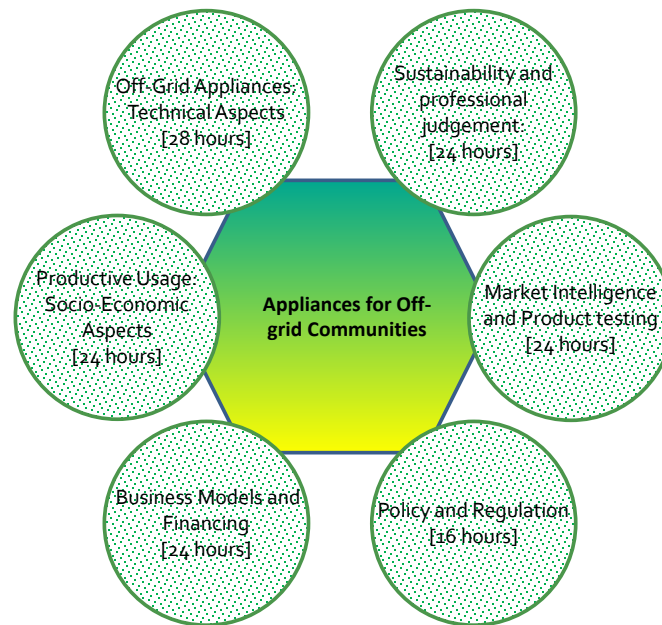 Off-Grid Appliances:
Technical Aspects
[28 hours]
Sustainability and
professional
judgement:
[24 hours]
Productive Usage:
Socio-Economic
Aspects
[24 hours]
Appliances for Off-
grid Communities
Market Intelligence
and Product testing
[24 hours]
Business Models and
Financing
[24 hours]
Policy and Regulation
[16 hours]